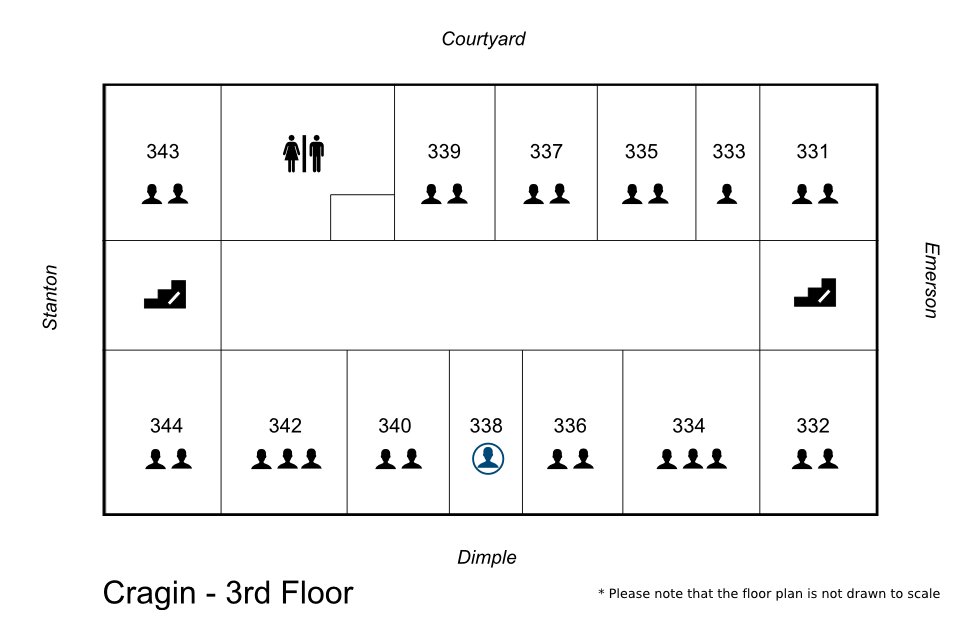 Courtyard
343
339
337
335
333
331
Stanton
Emerson
344
342
340
338
336
334
332
Dimple
Cragin - 3rd Floor
* Please note that the floor plan is not drawn to scale